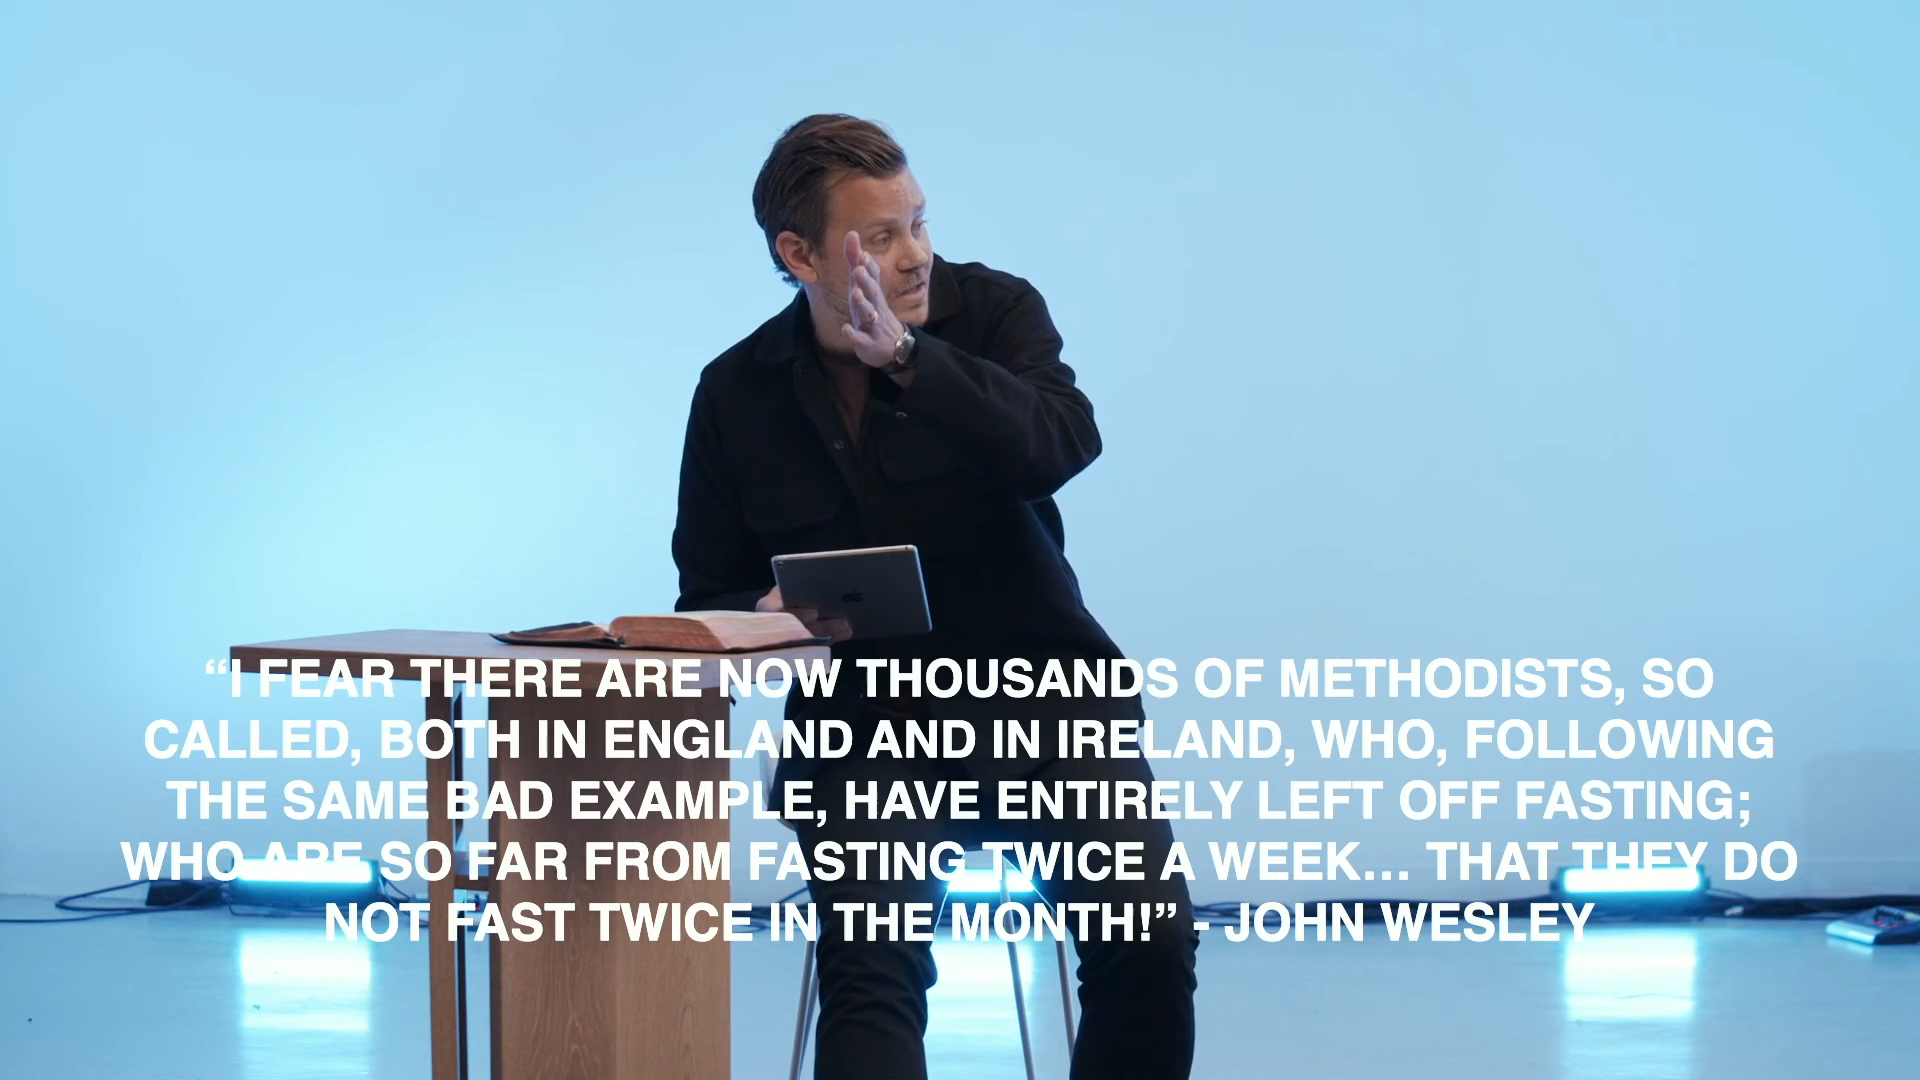 “I FEAR THERE ARE NOW THOUSANDS OF METHODISTS, SO
CALLED, BOTH IN ENGLAND AND IN IRELAND, WHO, FOLLOWING
THE SAME BAD EXAMPLE, HAVE ENTIRELY LEFT OFF FASTING;
WHO ARE SO FAR FROM FASTING TWICE A WEEK... THAT THEY DO
NOT FAST TWICE IN THE MONTH!” - JOHN WESLEY